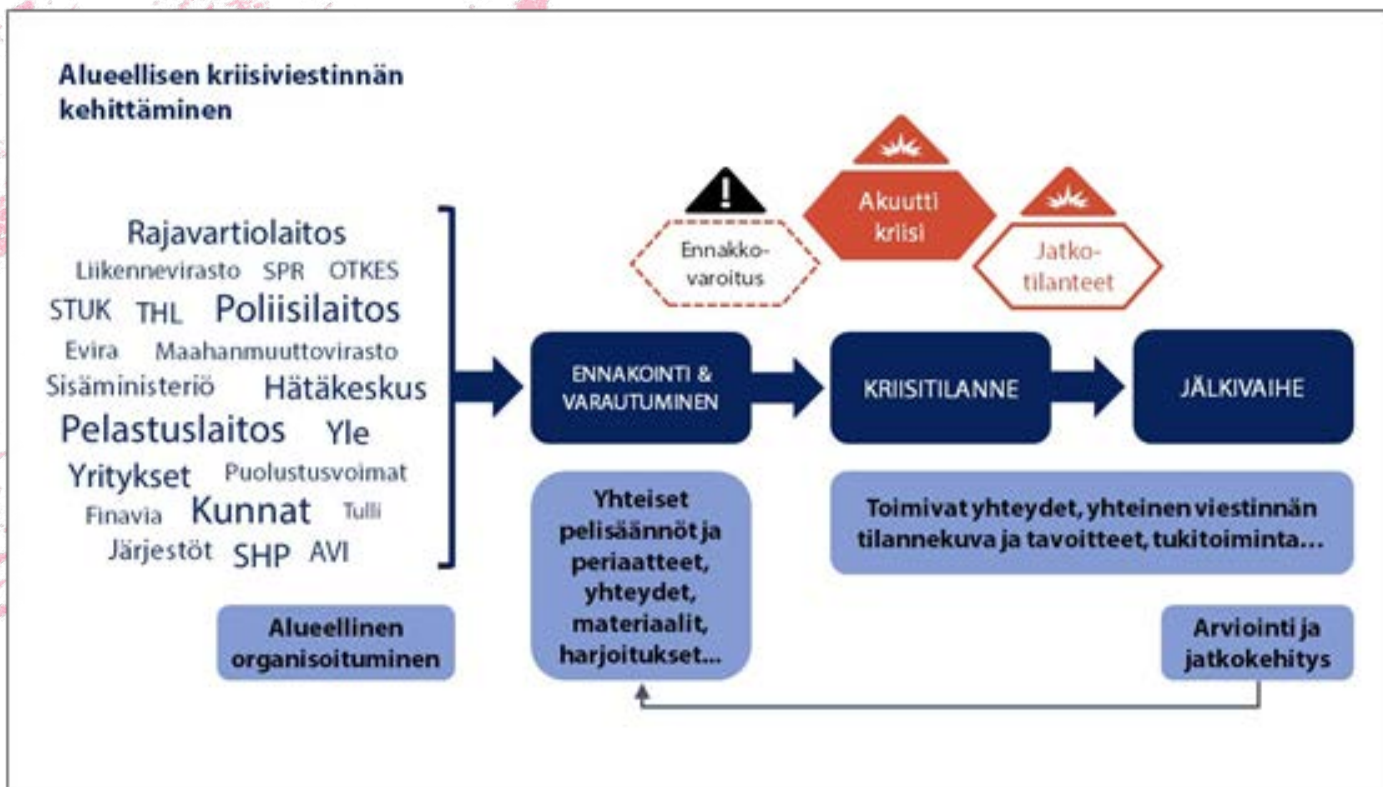 Alueellisen kriisiviestinnän
kehittäminen
Rajavartiolaitos
Liikennevirasto SPR OTKES
STUK THL Poliisilaitos
Evira Maahanmuuttovirasto
Sisäministeriö Hätäkeskus
Pelastuslaitos Yle
Yritykset Puolustusvoimat
Finavia Kunnat Tulli
Järjestöt SHP AVI
Alueellinen
organisoituminen
!
Ennakko-
varoitus
Akuutti
kriisi
Jatko-
tilanteet
ENNAKOINTI &
VARAUTUMINEN
KRIISITILANNE
JÄLKIVAIHE
Yhteiset
pelisäännöt ja
periaatteet,
yhteydet,
materiaalit,
harjoitukset...
Toimivat yhteydet, yhteinen viestinnän
tilannekuva ja tavoitteet, tukitoiminta...
Arviointi ja
jatkokehitys